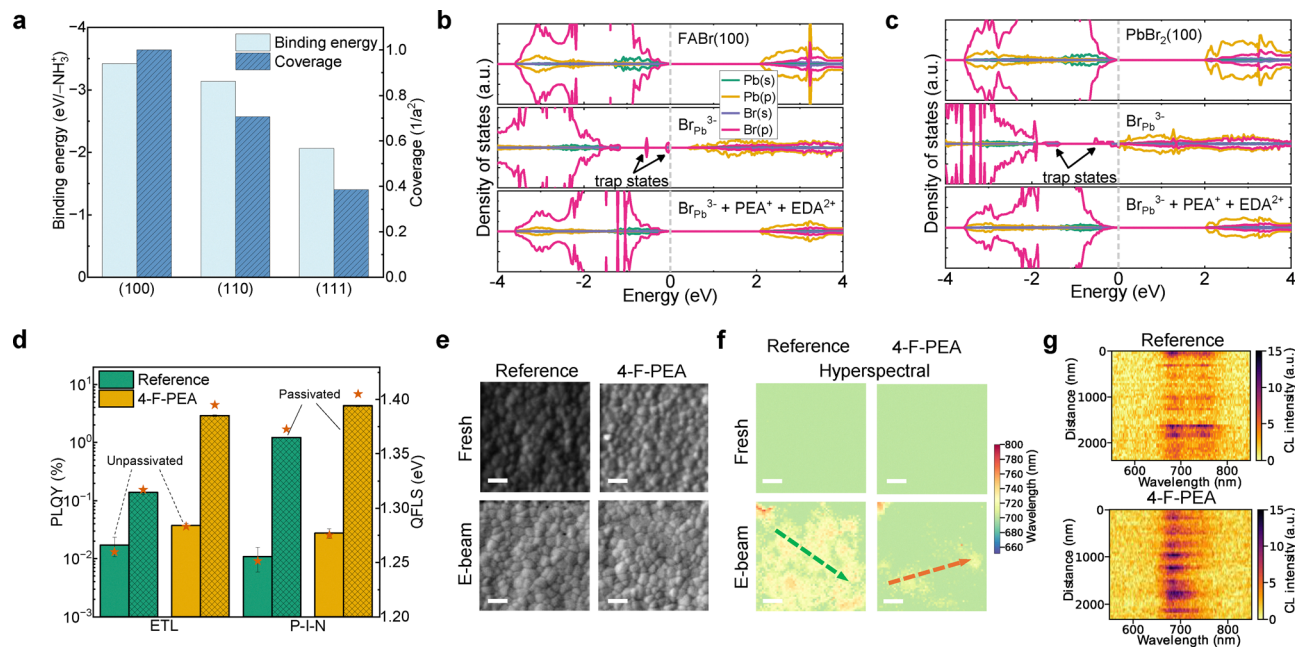 a
Binding energy
Coverage
Binding energy (eV/–NH₃⁺)
−4
−3
−2
−1
0
Coverage (1/a²)
1.0
0.8
0.6
0.4
0.2
0.0
(100)
(110)
(111)
b
FABr(100)
Pb(s)
Pb(p)
Br(s)
Br(p)
Br_Pb³⁻
trap states
Br_Pb³⁻ + PEA⁺ + EDA²⁺
Density of states (a.u.)
-4
-2
0
2
4
Energy (eV)
c
PbBr₂(100)
Br_Pb³⁻
trap states
Br_Pb³⁻ + PEA⁺ + EDA²⁺
Density of states (a.u.)
-4
-2
0
2
4
Energy (eV)
d
Reference
4-F-PEA
Passivated
Unpassivated
PLQY (%)
10¹
10⁰
10⁻¹
10⁻²
10⁻³
QFLS (eV)
1.40
1.35
1.30
1.25
1.20
ETL
P-I-N
e
Reference
4-F-PEA
Fresh
E-beam
f
Reference
4-F-PEA
Hyperspectral
Fresh
E-beam
800
780
760
740
720
700
680
660
Wavelength (nm)
g
Reference
Distance (nm)
0
1000
2000
600
700
800
Wavelength (nm)
15
10
5
0
CL intensity (a.u.)
4-F-PEA
Distance (nm)
0
1000
2000
600
700
800
Wavelength (nm)
15
10
5
0
CL intensity (a.u.)